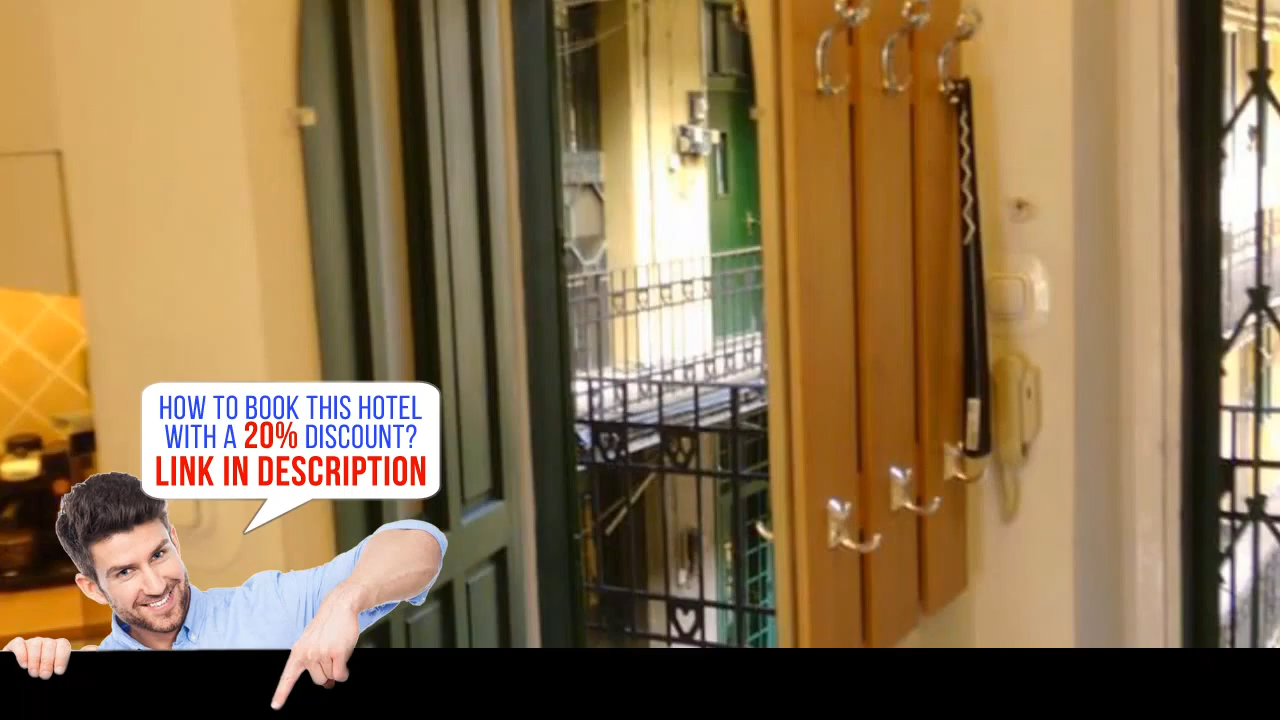 HOW TO BOOK THIS HOTEL
WITH A 20% DISCOUNT?
LINK IN DESCRIPTION